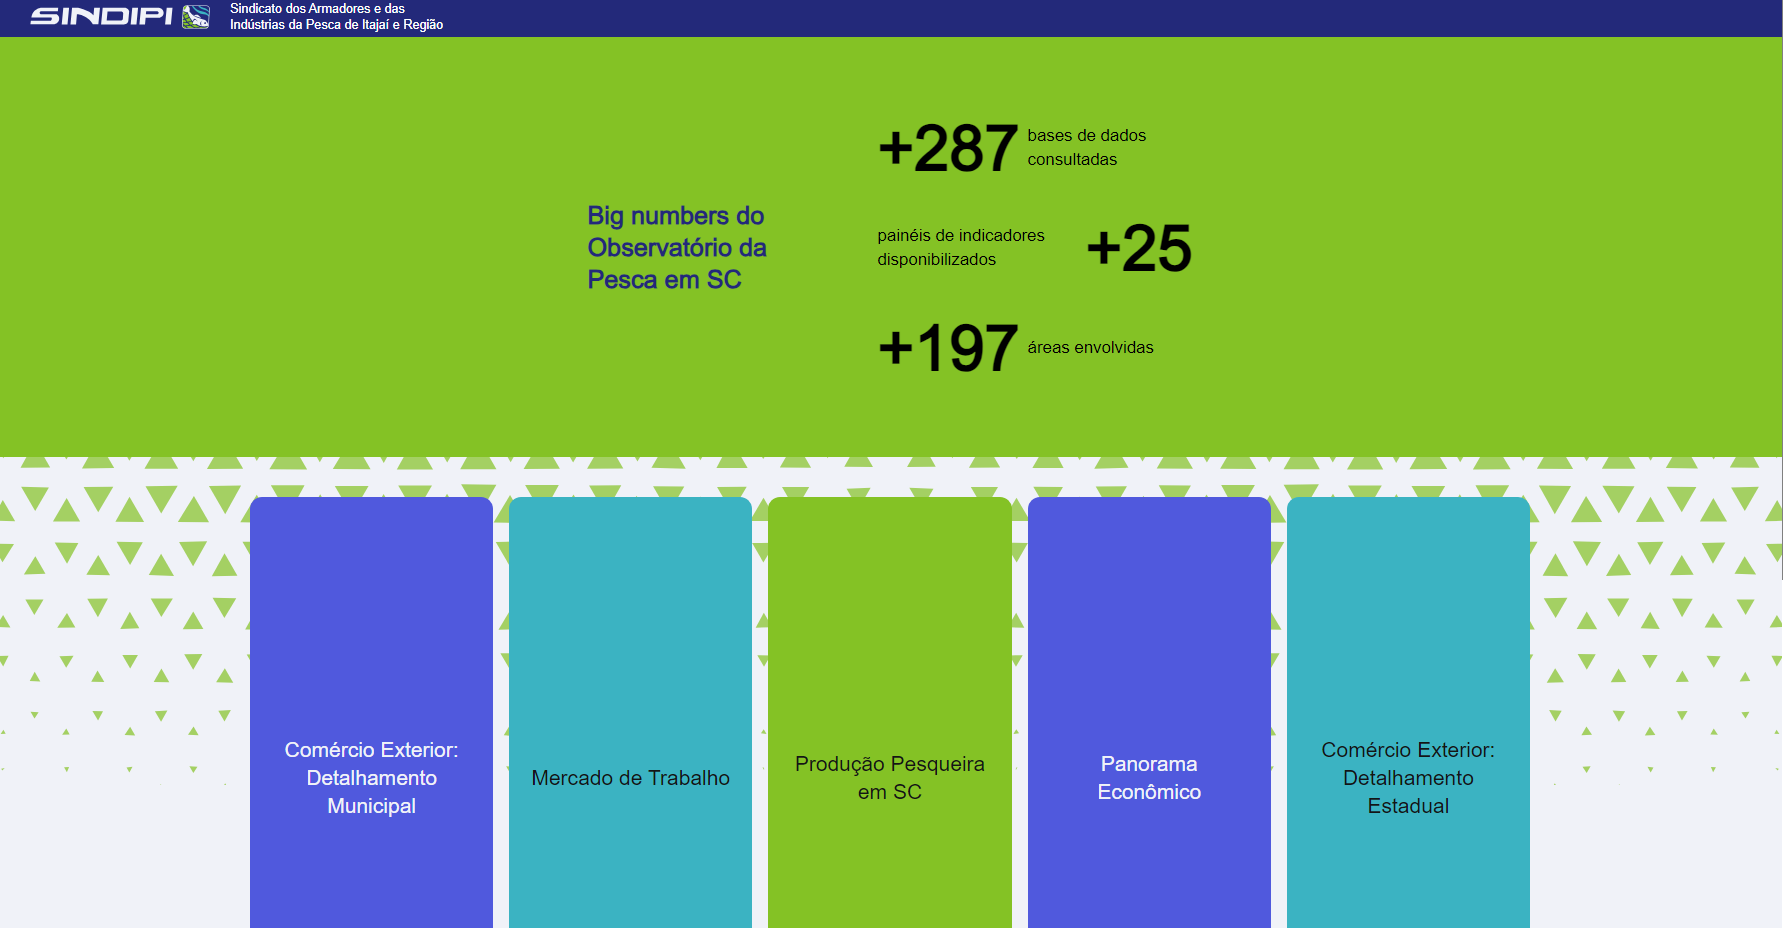 SINDIPI
Sindicato dos Armadores e das
Indústrias da Pesca de Itajaí e Região
Big numbers do
Observatório da
Pesca em SC
+287
bases de dados
consultadas
painéis de indicadores
disponibilizados
+25
+197
áreas envolvidas
Comércio Exterior:
Detalhamento
Municipal
Mercado de Trabalho
Produção Pesqueira
em SC
Panorama
Econômico
Comércio Exterior:
Detalhamento
Estadual